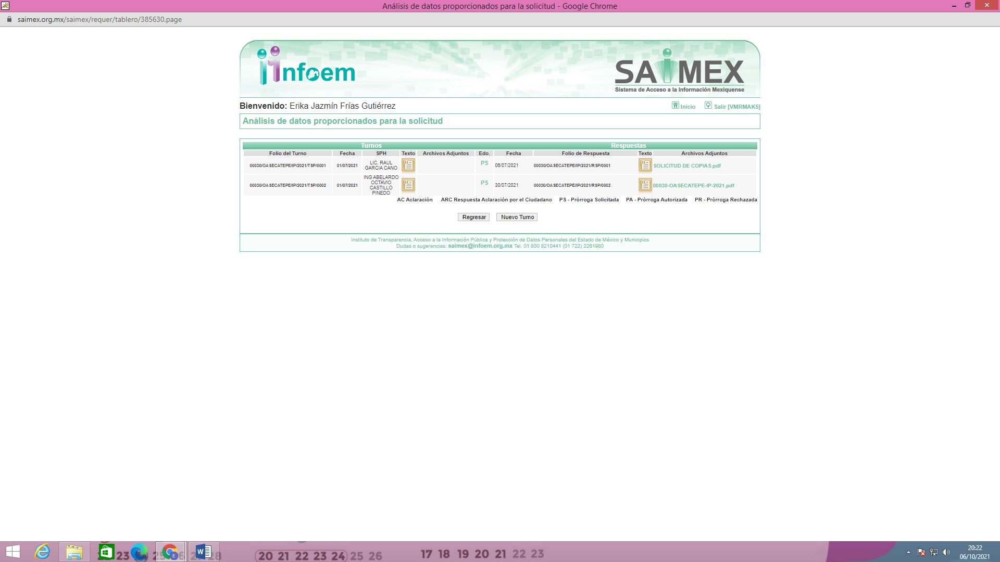 Análisis de datos proporcionados para la solicitud - Google Chrome
saimex.org.mx/saimex/requer/tablero/385630.page
infoem
SAIMEX
Sistema de Acceso a la Información Mexiquense
Bienvenido: Erika Jazmín Frías Gutiérrez
Inicio Salir [VMRMAK5]
Análisis de datos proporcionados para la solicitud
Turnos Respuestas
Folio del Turno Fecha SPH Texto Archivos Adjuntos Edo. Fecha Folio de Respuesta Texto Archivos Adjuntos
00030/OASECATEPE/IP/2021/TSP/0001 01/07/2021 LIC. RAUL GARCIA CANO PS 06/07/2021 00030/OASECATEPE/IP/2021/RSP/0001 SOLICITUD DE COPIAS.pdf
00030/OASECATEPE/IP/2021/TSP/0002 01/07/2021 ING ABELARDO OCTAVIO CASTILLO PINEDO PS 30/07/2021 00030/OASECATEPE/IP/2021/RSP/0002 00030-OASECATEPE-IP-2021.pdf
AC Aclaración ARC Respuesta Aclaración por el Ciudadano PS - Prórroga Solicitada PA - Prórroga Autorizada PR - Prórroga Rechazada
Regresar Nuevo Turno
Instituto de Transparencia, Acceso a la Información Pública y Protección de Datos Personales del Estado de México y Municipios
Dudas o sugerencias: saimex@infoem.org.mx Tel. 01 800 8210441 (01 722) 2261980
23 28
20 21 22 23 24 25 26
17 18 19 20 21 22 23
20:22
06/10/2021